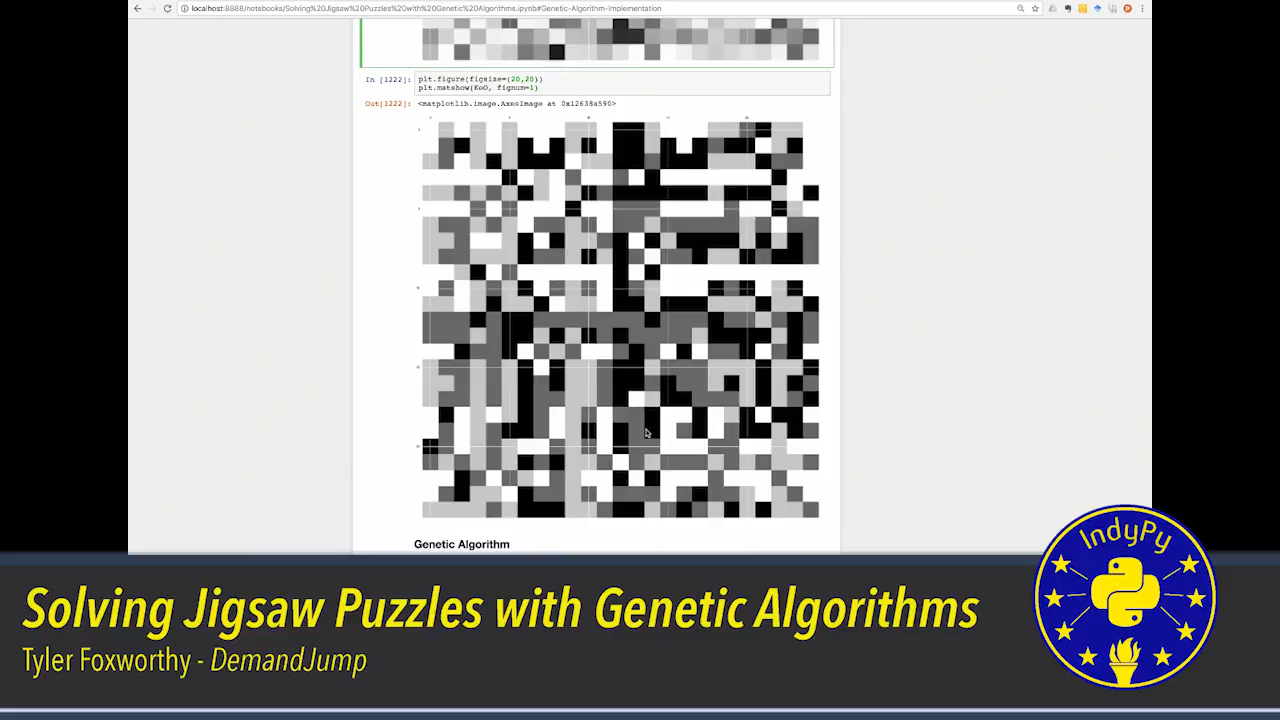 localhost:8888/notebooks/Solving%20Jigsaw%20Puzzles%20with%20Genetic%20Algorithms.ipynb#Genetic-Algorithm-Implementation
In [1222]: plt.figure(figsize=(20,20))
plt.matshow(KeO, fignum=1)
Out[1222]: <matplotlib.image.AxesImage at 0x12638a590>
Genetic Algorithm
IndyPy
Solving Jigsaw Puzzles with Genetic Algorithms
Tyler Foxworthy - DemandJump